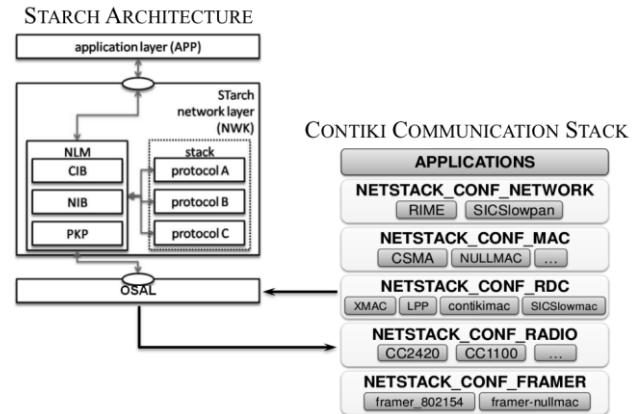 STARCH ARCHITECTURE
application layer (APP)
STarch
network layer
(NWK)
NLM
CIB
NIB
PKP
stack
protocol A
protocol B
protocol C
OSAL
CONTIKI COMMUNICATION STACK
APPLICATIONS
NETSTACK_CONF_NETWORK
RIME SICSlowpan
NETSTACK_CONF_MAC
CSMA NULLMAC ...
NETSTACK_CONF_RDC
XMAC LPP contikimac SICSlowmac
NETSTACK_CONF_RADIO
CC2420 CC1100 ...
NETSTACK_CONF_FRAMER
framer_802154 framer-nullmac